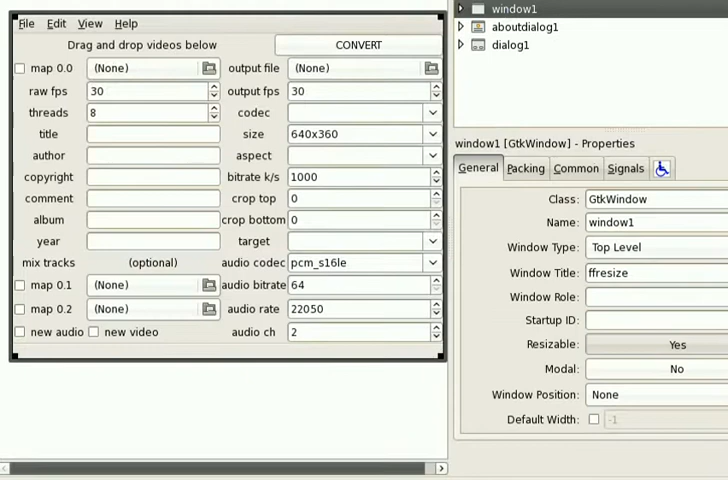 File Edit View Help
Drag and drop videos below CONVERT
map 0.0 (None) output file (None)
raw fps 30 output fps 30
threads 8 codec
title size 640x360
author aspect
copyright bitrate k/s 1000
comment crop top 0
album crop bottom 0
year target
mix tracks (optional) audio codec pcm_s16le
map 0.1 (None) audio bitrate 64
map 0.2 (None) audio rate 22050
new audio new video audio ch 2
window1
aboutdialog1
dialog1
window1 [GtkWindow] - Properties
General Packing Common Signals
Class: GtkWindow
Name: window1
Window Type: Top Level
Window Title: ffresize
Window Role:
Startup ID:
Resizable: Yes
Modal: No
Window Position: None
Default Width: -1